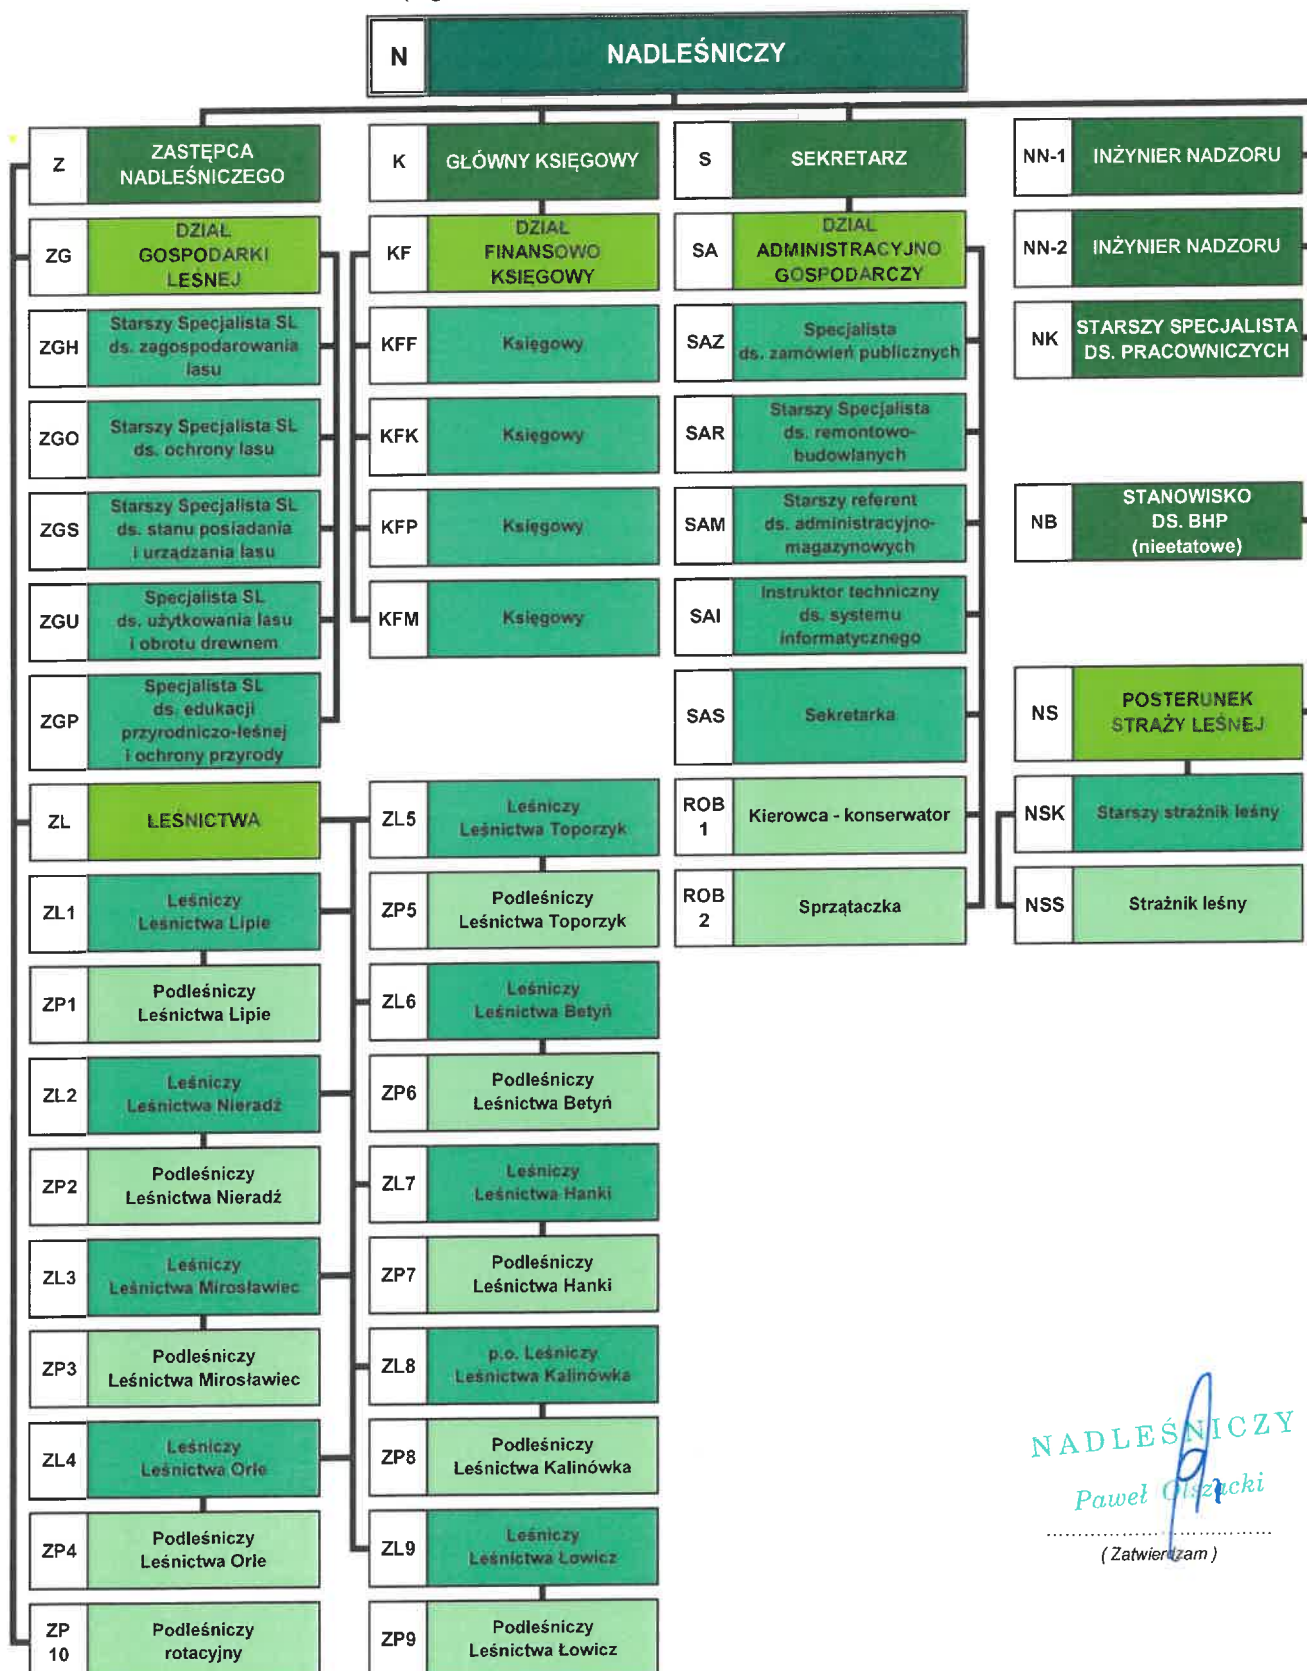 N
NADLEŚNICZY
Z
ZASTĘPCA
NADLEŚNICZEGO
K
GŁÓWNY KSIĘGOWY
S
SEKRETARZ
NN-1
INŻYNIER NADZORU
ZG
DZIAŁ
GOSPODARKI
LEŚNEJ
KF
DZIAŁ
FINANSOWO
KSIĘGOWY
SA
DZIAŁ
ADMINISTRACYJNO
GOSPODARCZY
NN-2
INŻYNIER NADZORU
ZGH
Starszy Specjalista SL
ds. zagospodarowania
lasu
KFF
Księgowy
SAZ
Specjalista
ds. zamówień publicznych
NK
STARSZY SPECJALISTA
DS. PRACOWNICZYCH
ZGO
Starszy Specjalista SL
ds. ochrony lasu
KFK
Księgowy
SAR
Starszy Specjalista
ds. remontowo-
budowlanych
ZGS
Starszy Specjalista SL
ds. stanu posiadania
i urządzania lasu
KFP
Księgowy
SAM
Starszy referent
ds. administracyjno-
magazynowych
NB
STANOWISKO
DS. BHP
(nieetatowe)
ZGU
Specjalista SL
ds. użytkowania lasu
i obrotu drewnem
KFM
Księgowy
SAI
Instruktor techniczny
ds. systemu
informatycznego
ZGP
Specjalista SL
ds. edukacji
przyrodniczo-leśnej
i ochrony przyrody
SAS
Sekretarka
NS
POSTERUNEK
STRAŻY LEŚNEJ
ZL
LEŚNICTWA
ZL5
Leśniczy
Leśnictwa Toporzyk
ROB
1
Kierowca - konserwator
NSK
Starszy strażnik leśny
ZL1
Leśniczy
Leśnictwa Lipie
ZP5
Podleśniczy
Leśnictwa Toporzyk
ROB
2
Sprzątaczka
NSS
Strażnik leśny
ZP1
Podleśniczy
Leśnictwa Lipie
ZL6
Leśniczy
Leśnictwa Betyń
ZL2
Leśniczy
Leśnictwa Nieradź
ZP6
Podleśniczy
Leśnictwa Betyń
ZP2
Podleśniczy
Leśnictwa Nieradź
ZL7
Leśniczy
Leśnictwa Hanki
ZL3
Leśniczy
Leśnictwa Mirosławiec
ZP7
Podleśniczy
Leśnictwa Hanki
ZP3
Podleśniczy
Leśnictwa Mirosławiec
ZL8
p.o. Leśniczy
Leśnictwa Kalinówka
ZL4
Leśniczy
Leśnictwa Orle
ZP8
Podleśniczy
Leśnictwa Kalinówka
ZP4
Podleśniczy
Leśnictwa Orle
ZL9
Leśniczy
Leśnictwa Łowicz
ZP
10
Podleśniczy
rotacyjny
ZP9
Podleśniczy
Leśnictwa Łowicz
NADLEŚNICZY
Paweł Olszacki
( Zatwierdzam )